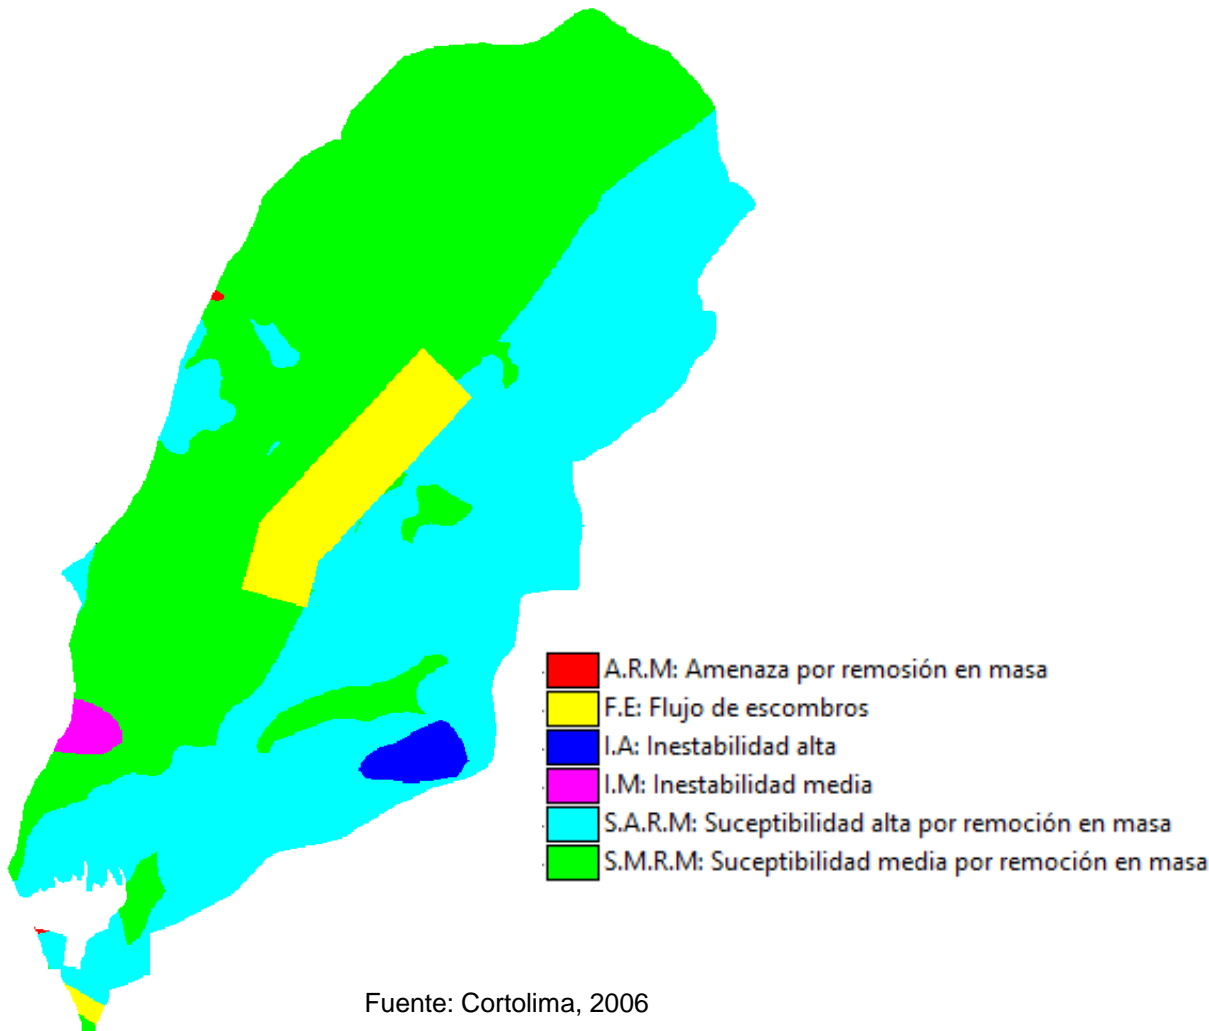 A.R.M: Amenaza por remosión en masa
F.E: Flujo de escombros
I.A: Inestabilidad alta
I.M: Inestabilidad media
S.A.R.M: Suceptibilidad alta por remoción en masa
S.M.R.M: Suceptibilidad media por remoción en masa
Fuente: Cortolima, 2006